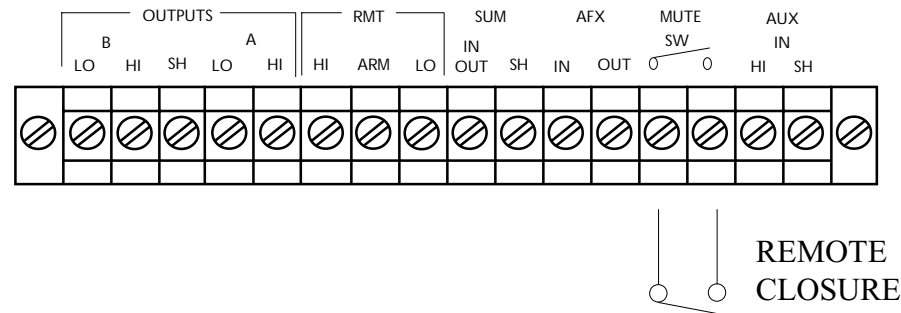 OUTPUTS RMT SUM AFX MUTE AUX
B A IN SW IN
LO HI SH LO HI HI ARM LO OUT SH IN OUT HI SH
REMOTE
CLOSURE